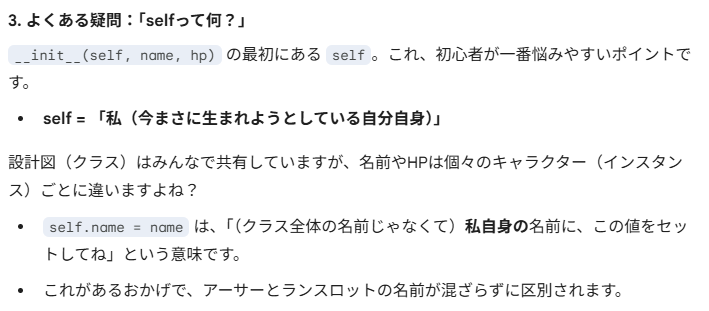 3. よくある疑問：「selfって何？」
__init__(self, name, hp) の最初にある self。これ、初心者が一番悩みやすいポイントで
す。
• self = 「私（今まさに生まれようとしている自分自身）」
設計図（クラス）はみんなで共有していますが、名前やHPは個々のキャラクター（インスタン
ス）ごとに違いますよね？
• self.name = name は、「（クラス全体の名前じゃなくて）私自身の名前に、この値をセッ
トしてね」という意味です。
• これがあるおかげで、アーサーとランスロットの名前が混ざらずに区別されます。